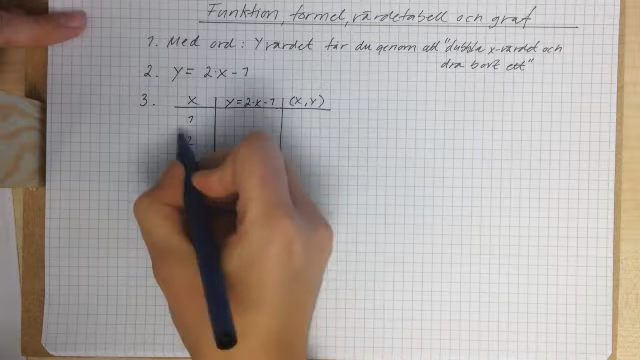 Funktion, formel, värdetabell och graf
1. Med ord: Y värdet får du genom att "dubbla x-värdet och
dra bort ett"
2. y = 2·x - 1
3. x y = 2·x - 1 (x, y)
1
2